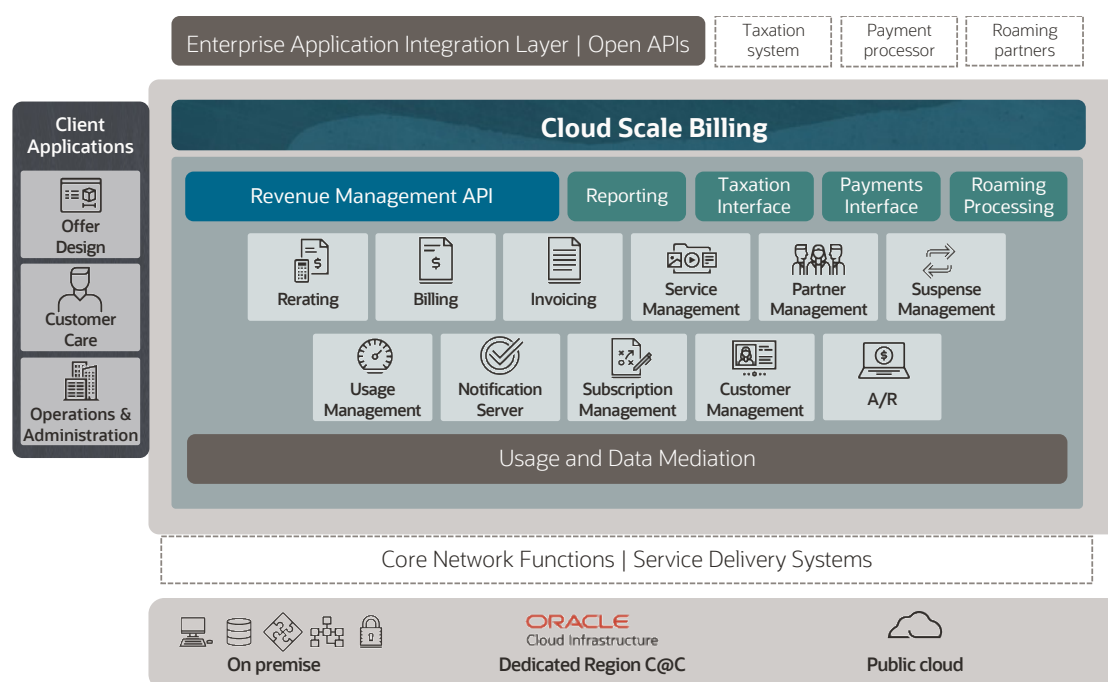 Enterprise Application Integration Layer | Open APIs
Taxation
system
Payment
processor
Roaming
partners
Client
Applications
Offer
Design
Customer
Care
Operations &
Administration
Cloud Scale Billing
Revenue Management API
Reporting
Taxation
Interface
Payments
Interface
Roaming
Processing
Rerating
Billing
Invoicing
Service
Management
Partner
Management
Suspense
Management
Usage
Management
Notification
Server
Subscription
Management
Customer
Management
A/R
Usage and Data Mediation
Core Network Functions | Service Delivery Systems
On premise
ORACLE
Cloud Infrastructure
Dedicated Region C@C
Public cloud